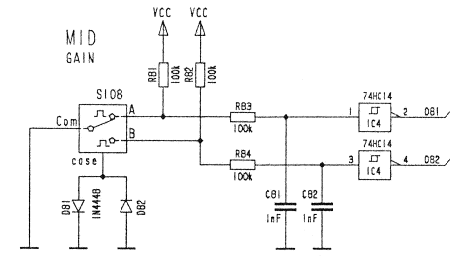 VCC
VCC
MID
GAIN
R81
100k
R82
100k
S108
Com
A
B
case
R83
100k
R84
100k
74HC14
1
2
IC4
D81
74HC14
3
4
IC4
D82
D81
1N4448
D82
C81
1nF
C82
1nF